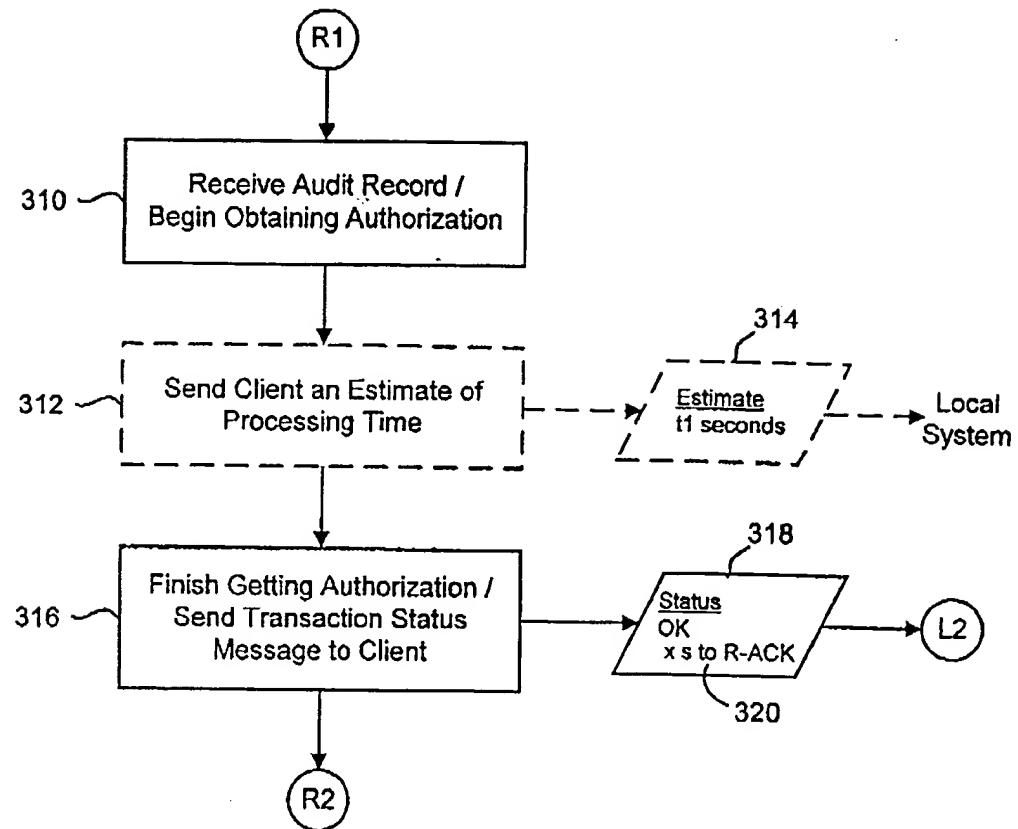 R1
310
Receive Audit Record /
Begin Obtaining Authorization
314
312
Send Client an Estimate of
Processing Time
Estimate
t1 seconds
Local
System
318
316
Finish Getting Authorization /
Send Transaction Status
Message to Client
Status
OK
x s to R-ACK
L2
320
R2